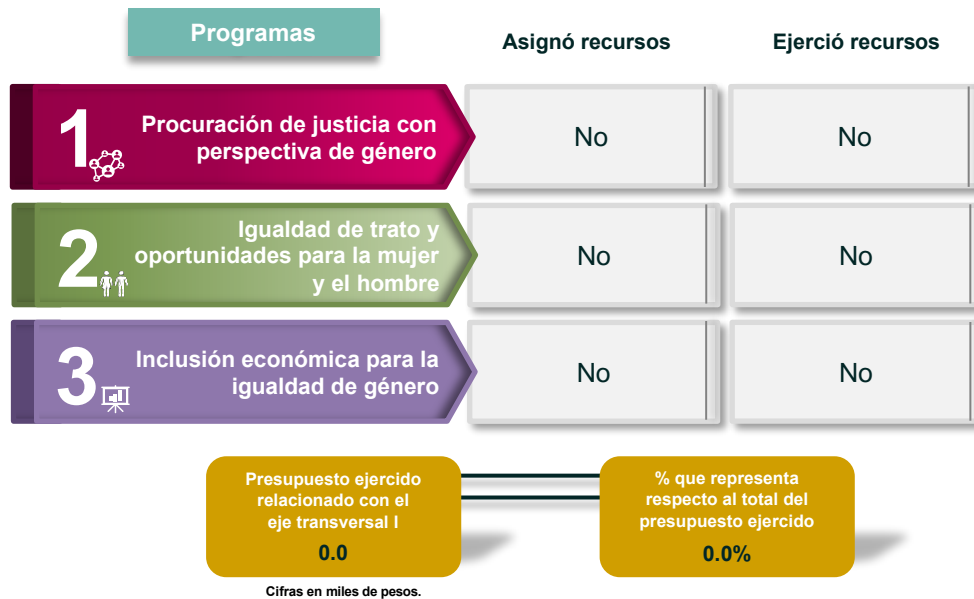 Programas
Asignó recursos
Ejerció recursos
1
Procuración de justicia con
perspectiva de género
No
No
2
Igualdad de trato y
oportunidades para la mujer
y el hombre
No
No
3
Inclusión económica para la
igualdad de género
No
No
Presupuesto ejercido
relacionado con el
eje transversal I
0.0
% que representa
respecto al total del
presupuesto ejercido
0.0%
Cifras en miles de pesos.